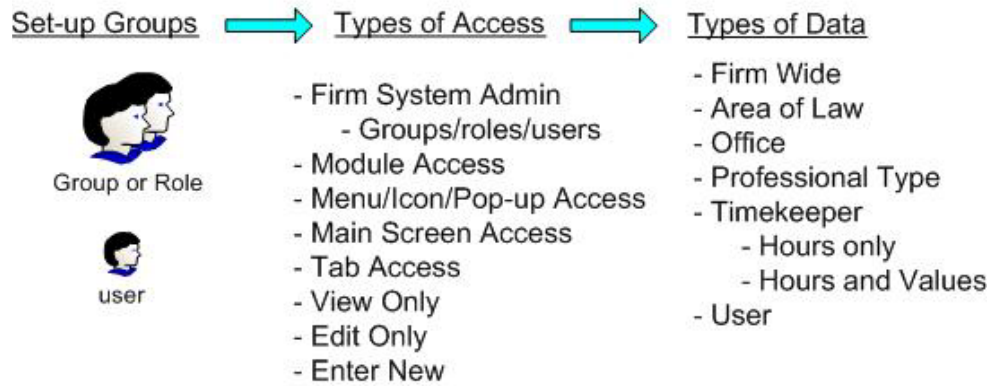 Set-up Groups
Group or Role
user
Types of Access
- Firm System Admin
- Groups/roles/users
- Module Access
- Menu/Icon/Pop-up Access
- Main Screen Access
- Tab Access
- View Only
- Edit Only
- Enter New
Types of Data
- Firm Wide
- Area of Law
- Office
- Professional Type
- Timekeeper
- Hours only
- Hours and Values
- User